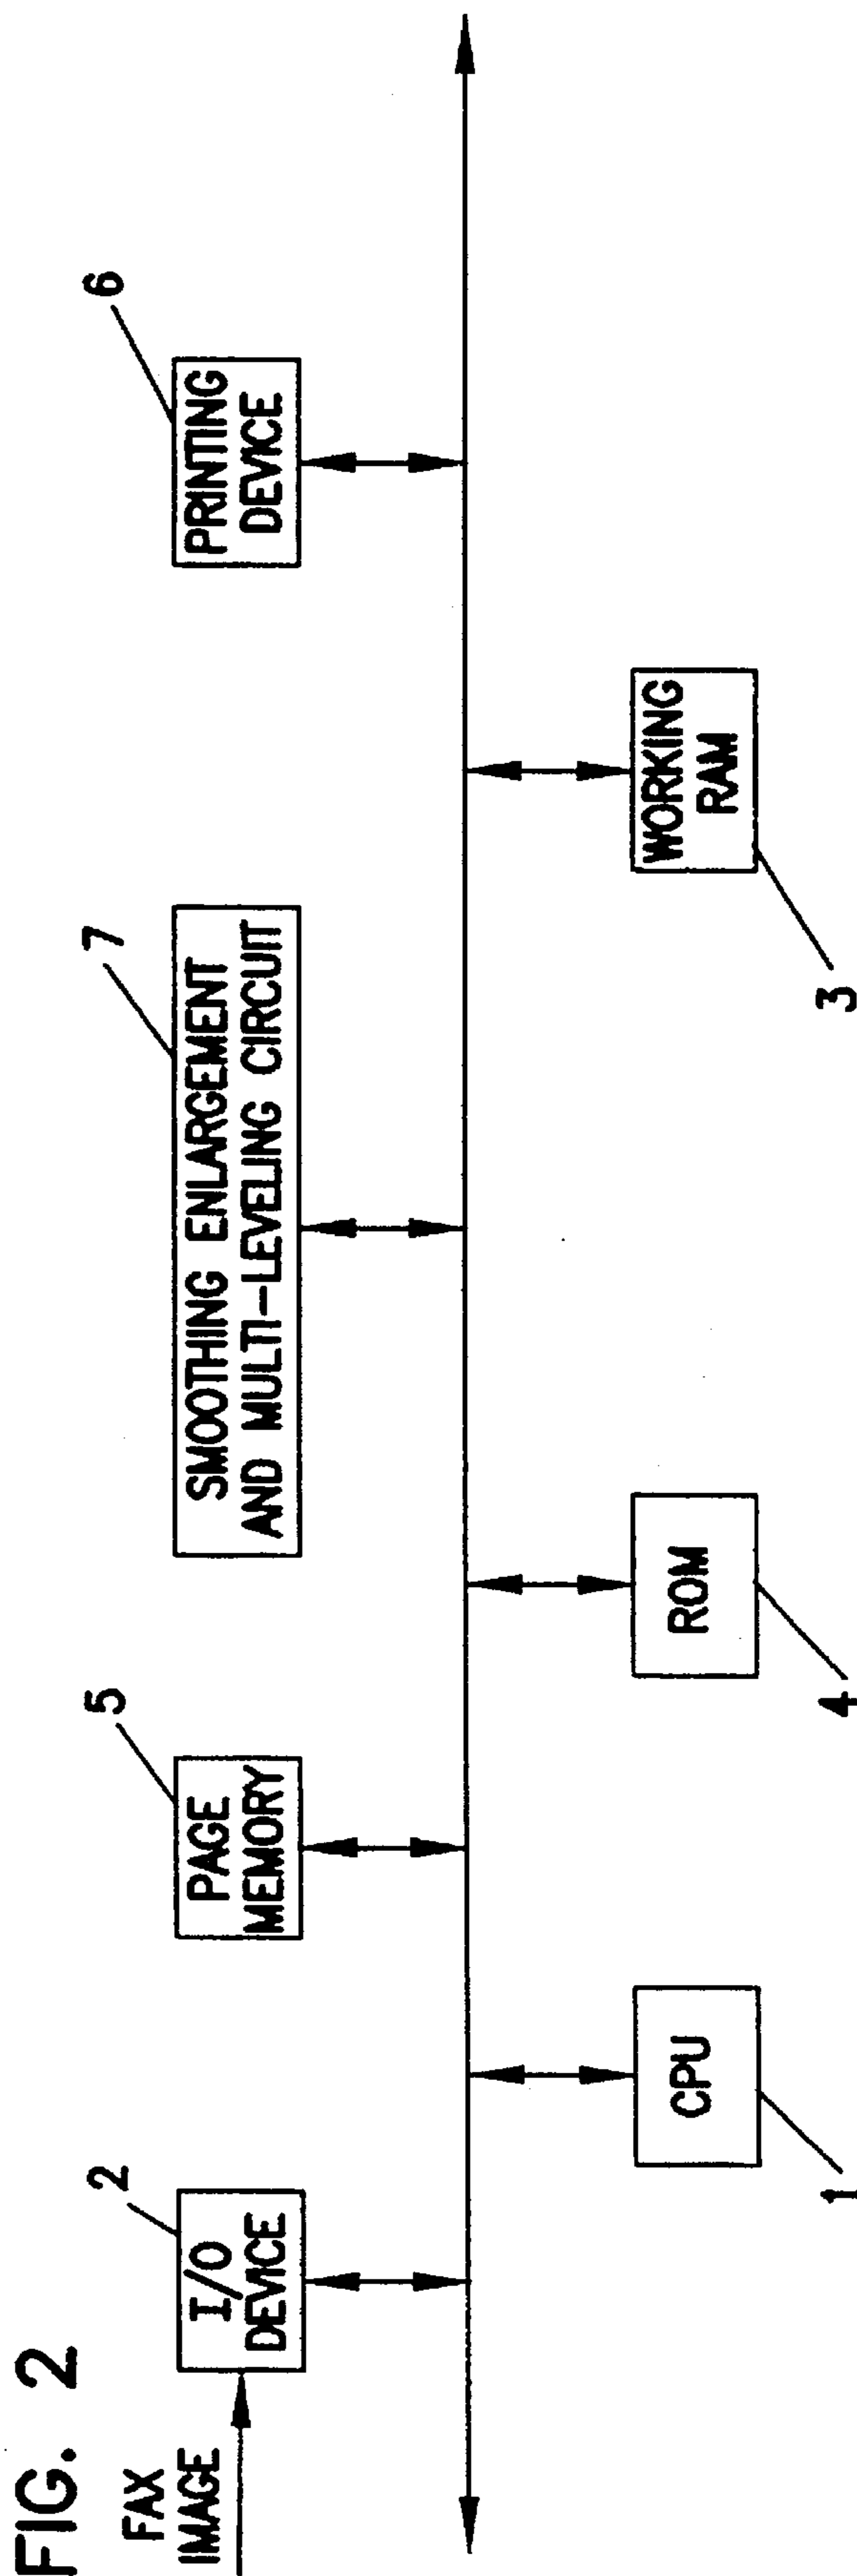 FIG. 2
FAX
IMAGE
2
I/O
DEVICE
5
PAGE
MEMORY
7
SMOOTHING ENLARGEMENT
AND MULTI-LEVELING CIRCUIT
6
PRINTING
DEVICE
CPU
1
ROM
4
WORKING
RAM
3